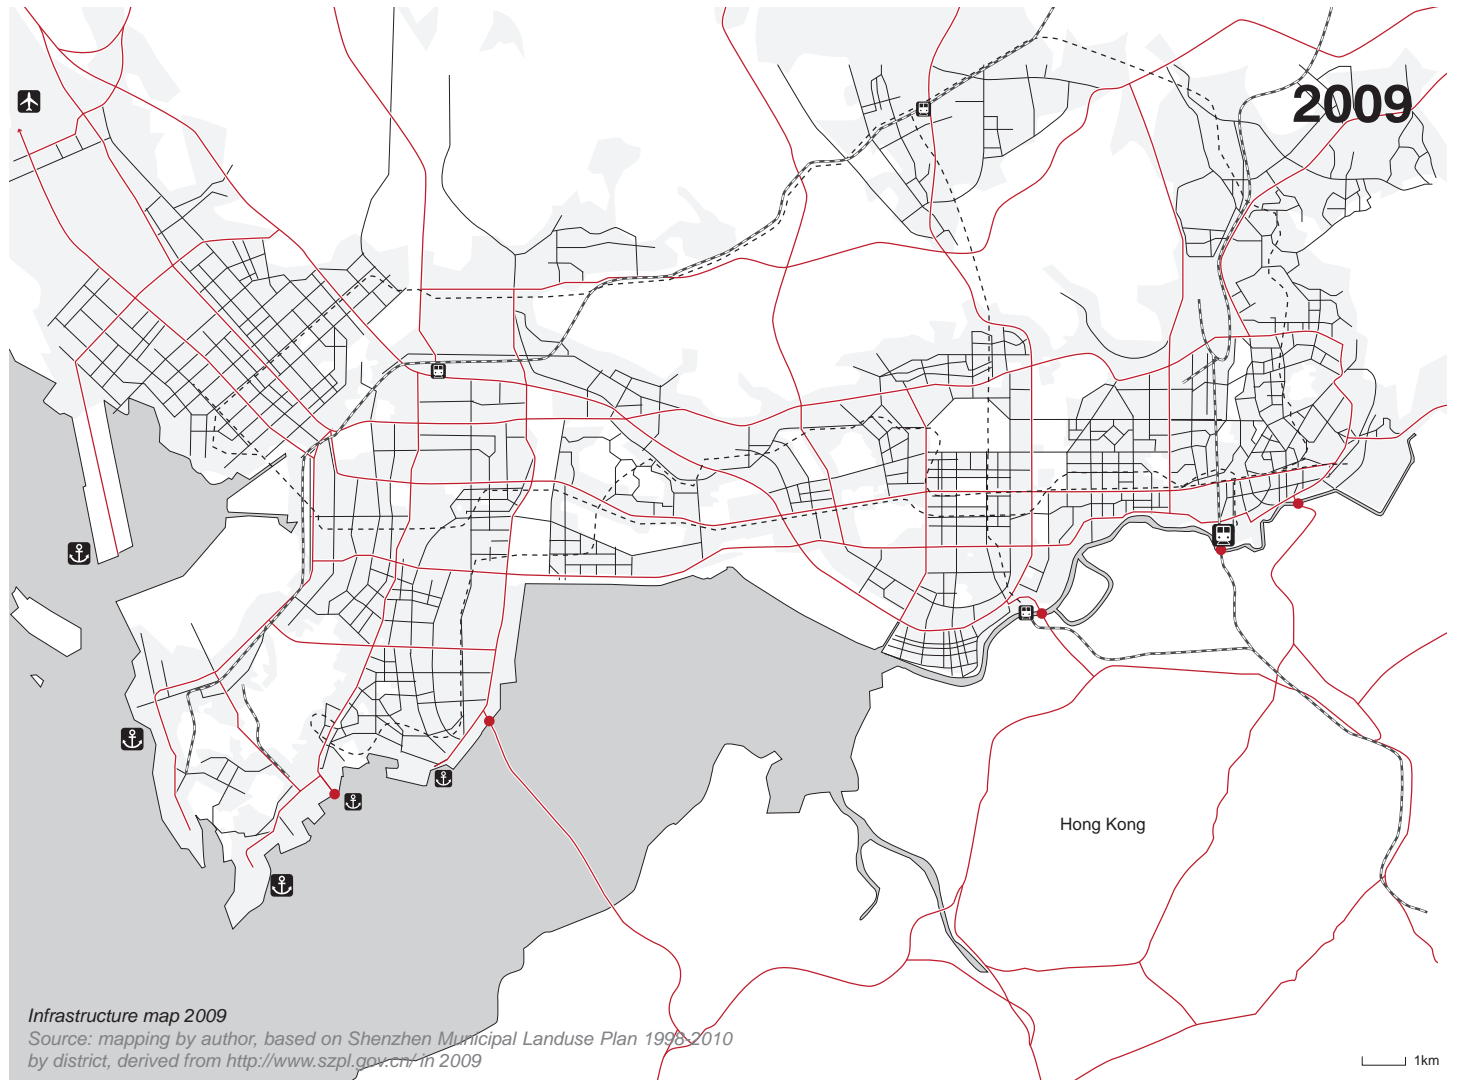 2009
Hong Kong
Infrastructure map 2009
Source: mapping by author, based on Shenzhen Municipal Landuse Plan 1998-2010
by district, derived from http://www.szpl.gov.cn/ in 2009
1km